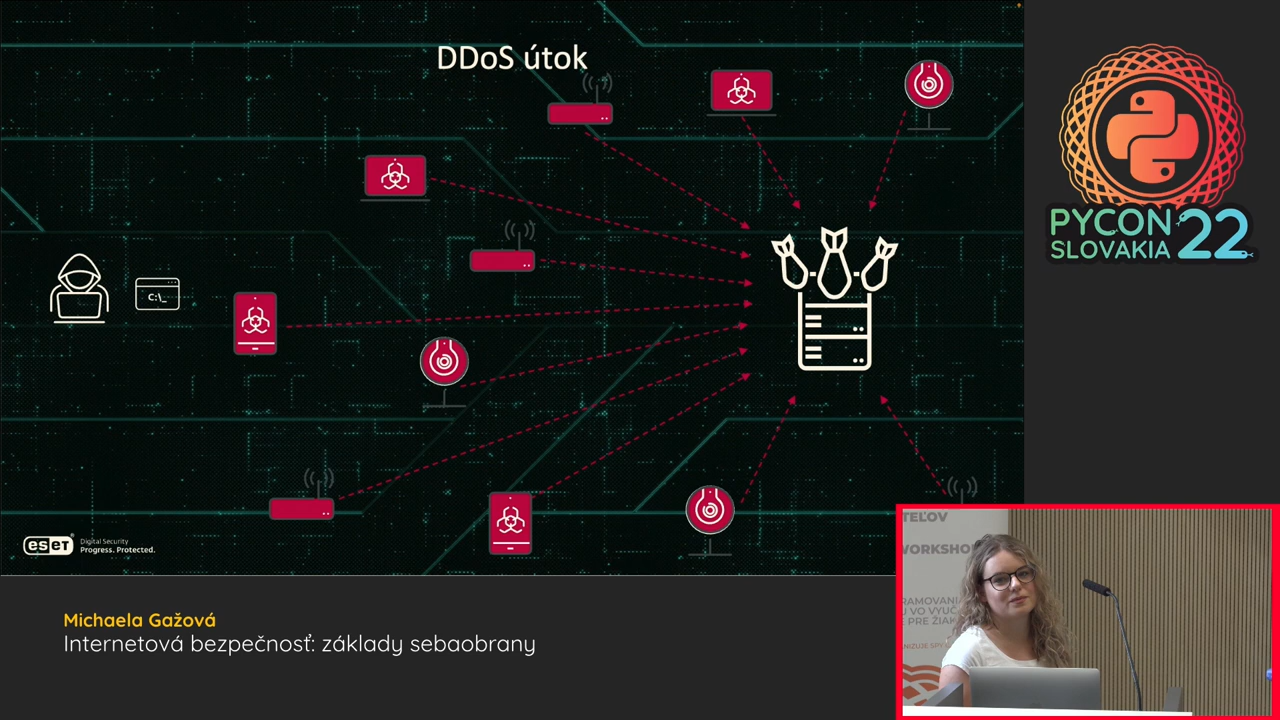 DDoS útok
C:\_
eset
Digital Security
Progress. Protected.
PYCON
SLOVAKIA
22
Michaela Gažová
Internetová bezpečnosť: základy sebaobrany
TEĽOV
WORKSHOP
RAMOVANI
VO VYUČ
PRE ŽIAK